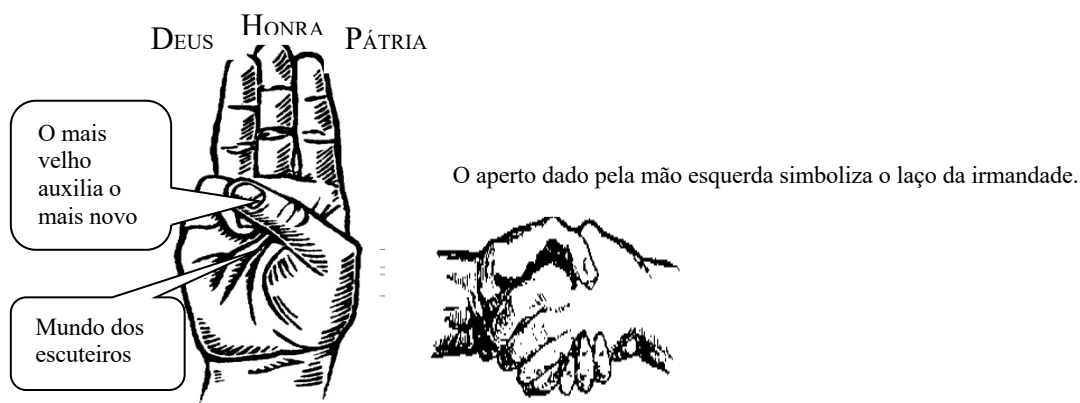 DEUS HONRA PÁTRIA
O mais
velho
auxilia o
mais novo
O aperto dado pela mão esquerda simboliza o laço da irmandade.
Mundo dos
escuteiros